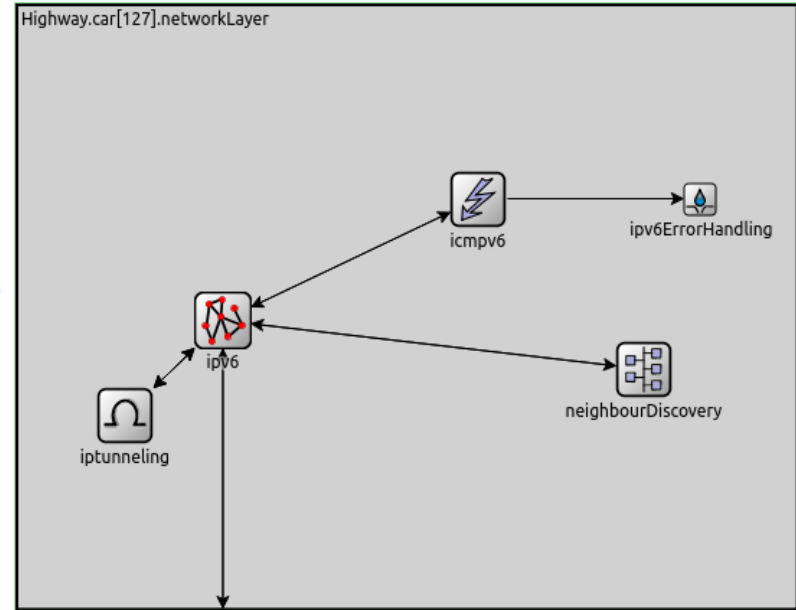 Highway.car[127].networkLayer
icmpv6
ipv6ErrorHandling
ipv6
neighbourDiscovery
iptunneling